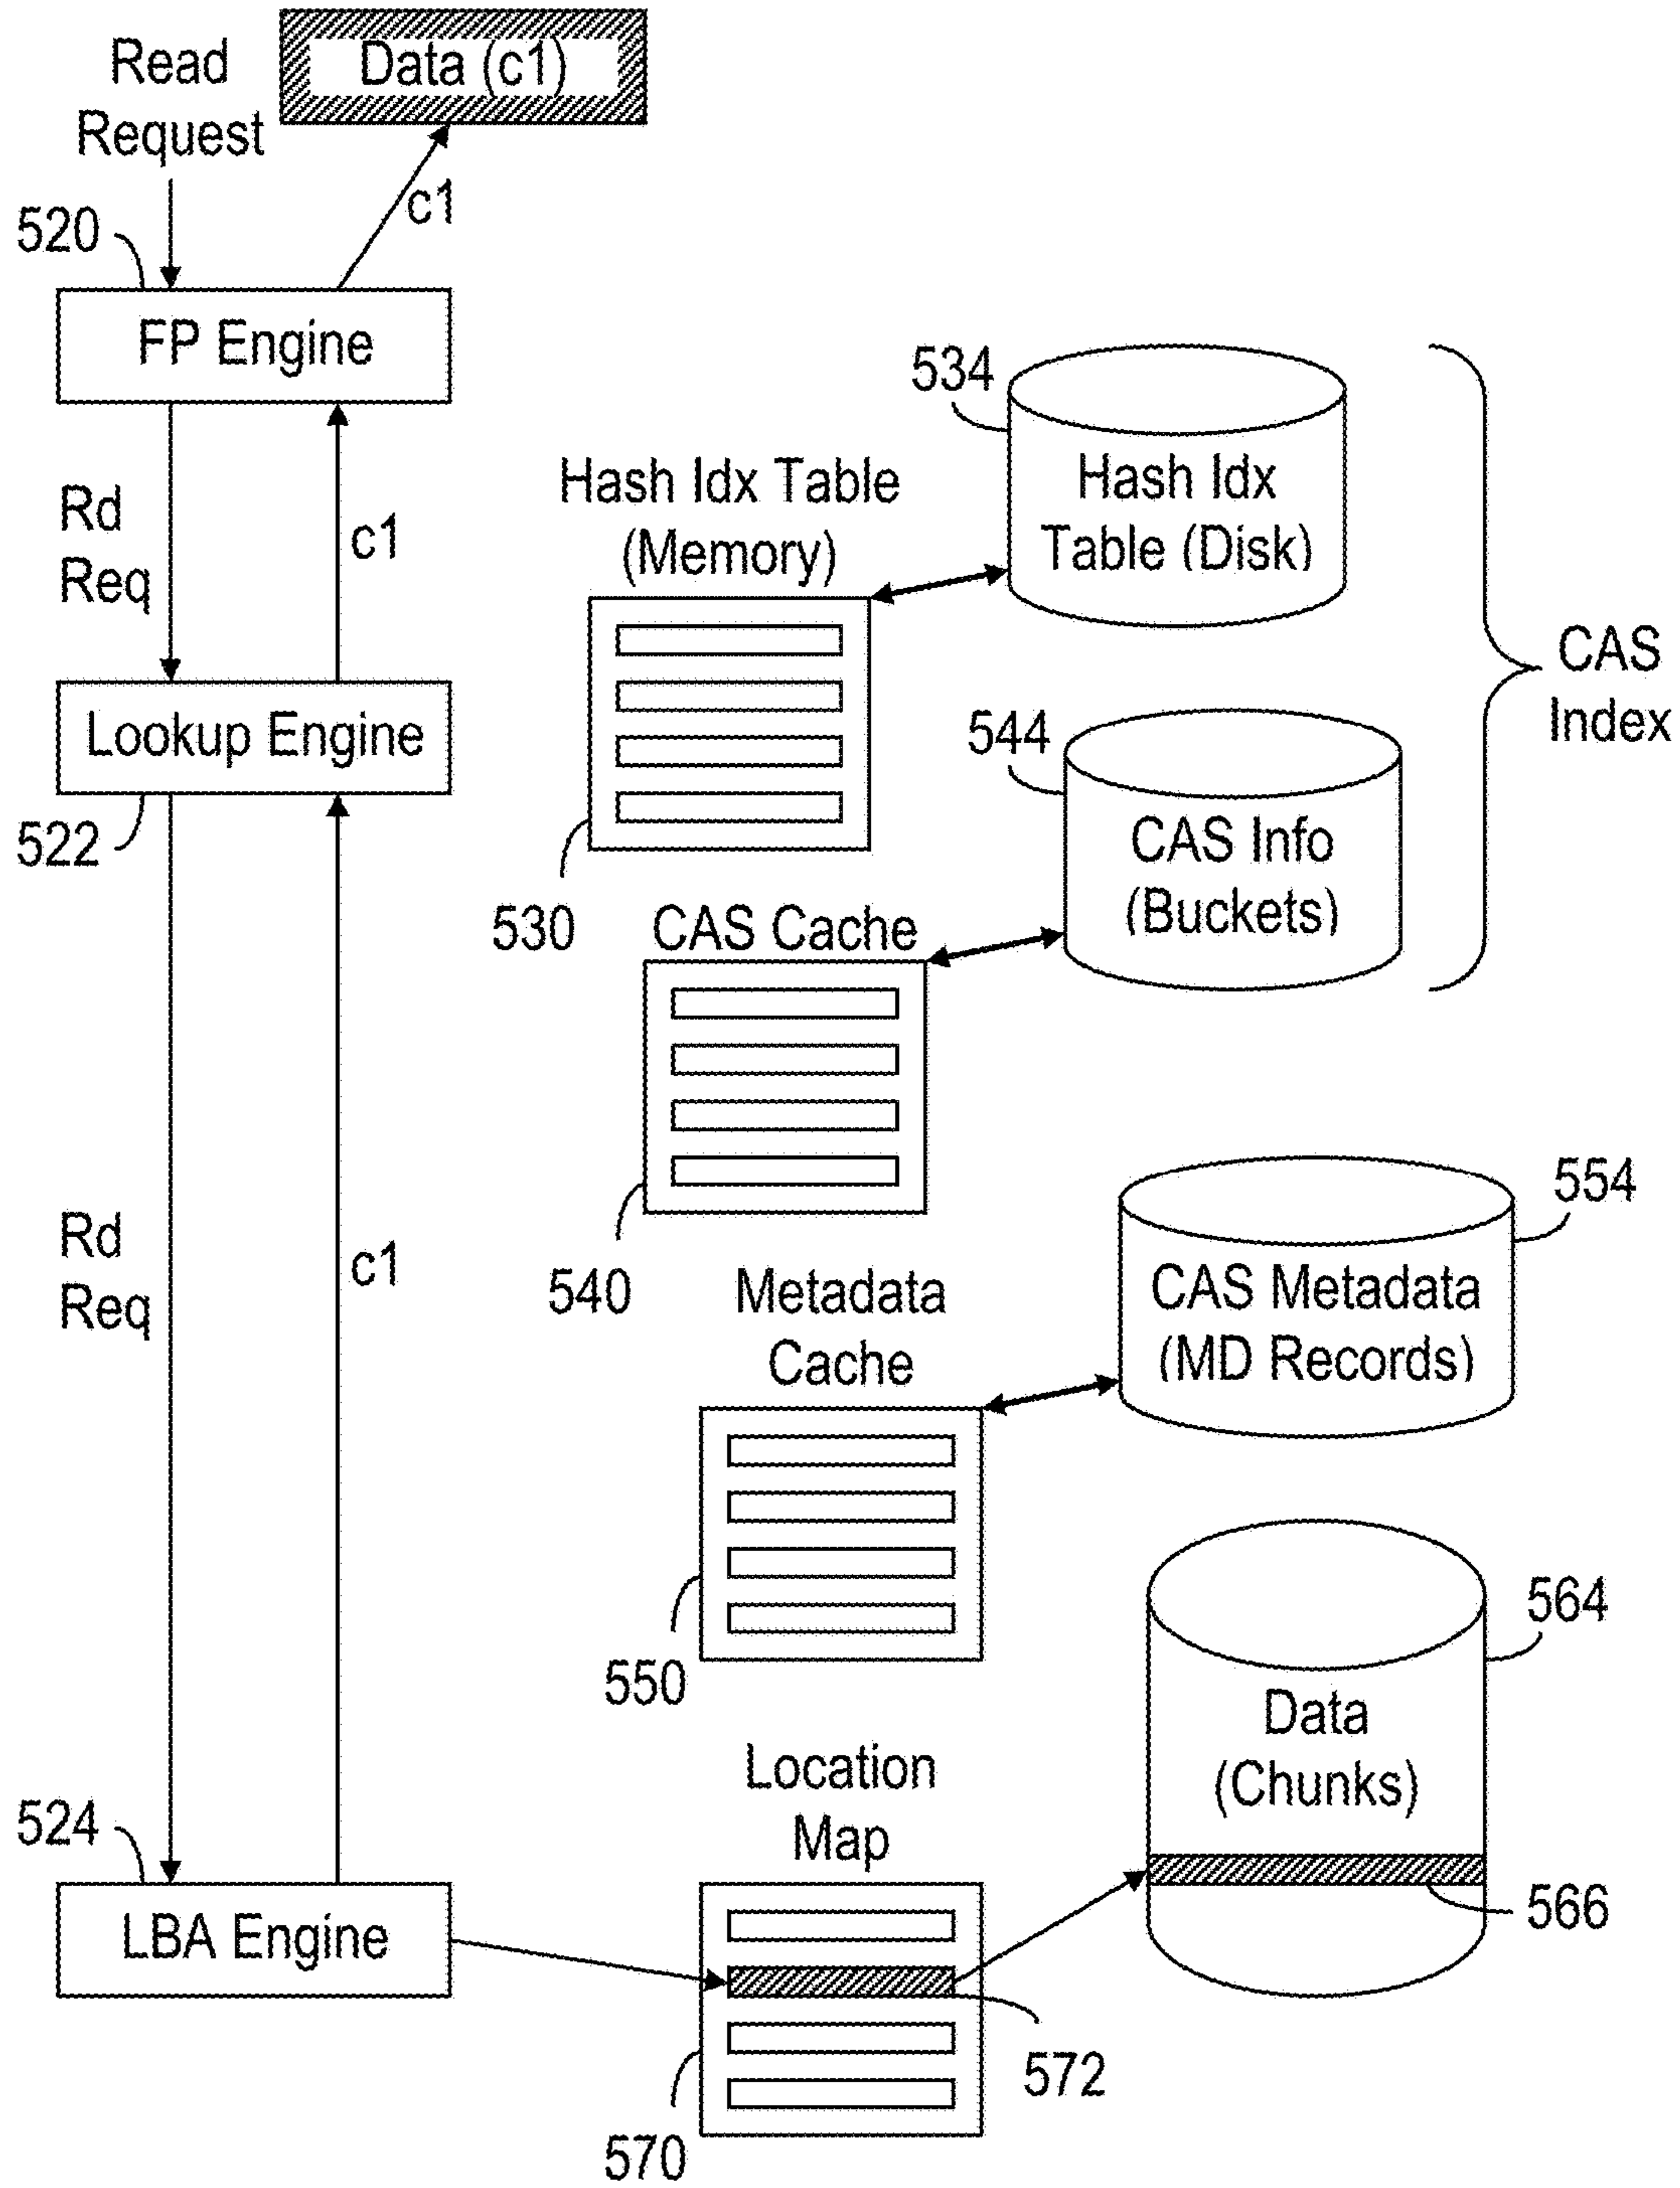 Read
Request
Data (c1)
c1
520
FP Engine
Rd
Req
c1
Lookup Engine
522
Rd
Req
c1
524
LBA Engine
534
Hash Idx
Table (Disk)
Hash Idx Table
(Memory)
530
CAS
Index
544
CAS Info
(Buckets)
CAS Cache
540
554
CAS Metadata
(MD Records)
Metadata
Cache
550
564
Data
(Chunks)
566
Location
Map
572
570